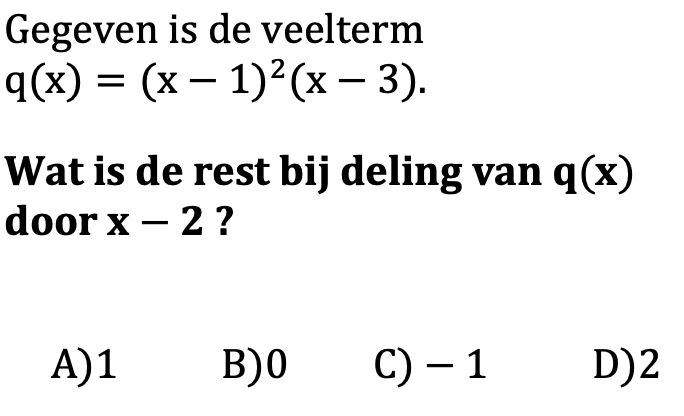 Gegeven is de veelterm
q(x) = (x − 1)²(x − 3).
Wat is de rest bij deling van q(x)
door x − 2 ?
A)1 B)0 C) − 1 D)2